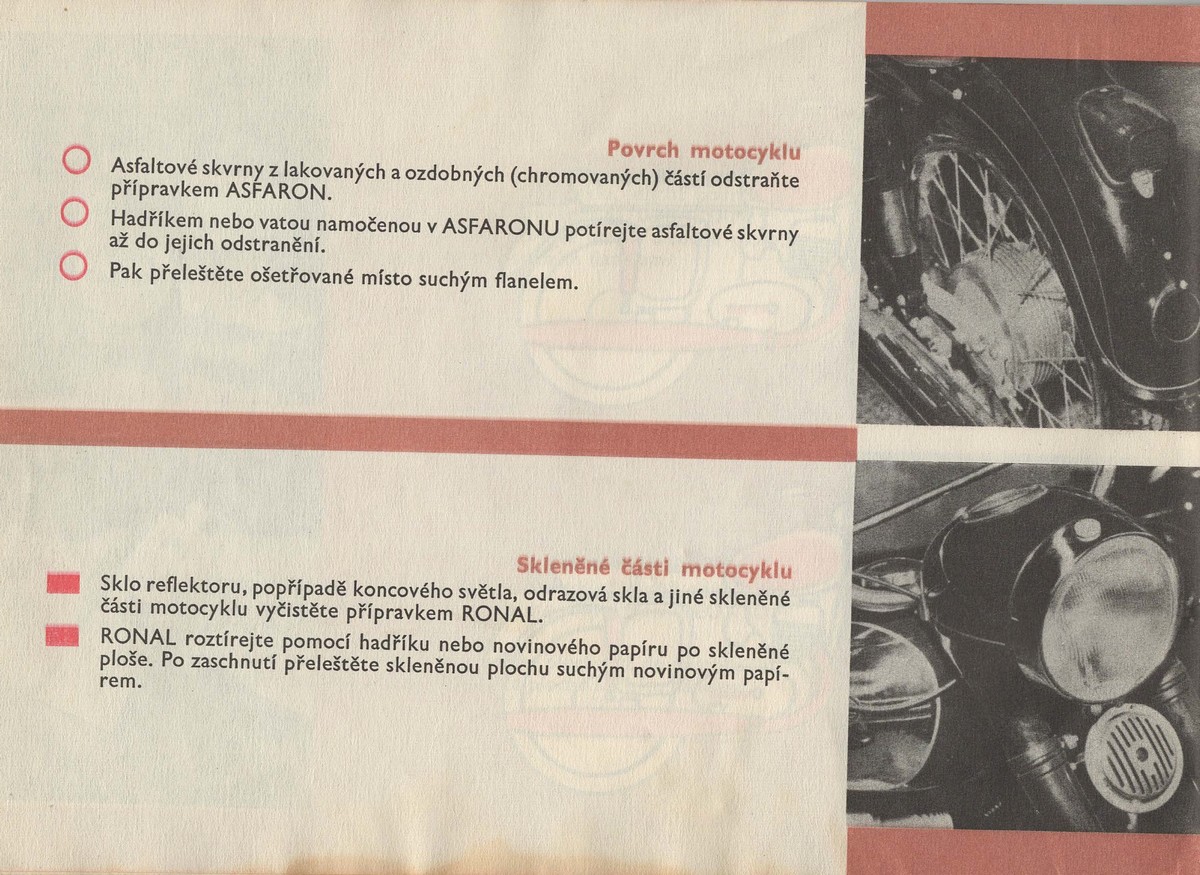 Povrch motocyklu
Asfaltové skvrny z lakovaných a ozdobných (chromovaných) částí odstraňte
přípravkem ASFARON.
Hadříkem nebo vatou namočenou v ASFARONU potírejte asfaltové skvrny
až do jejich odstranění.
Pak přeleštěte ošetřované místo suchým flanelem.
Skleněné části motocyklu
Sklo reflektoru, popřípadě koncového světla, odrazová skla a jiné skleněné
části motocyklu vyčistěte přípravkem RONAL.
RONAL roztírejte pomocí hadříku nebo novinového papíru po skleněné
ploše. Po zaschnutí přeleštěte skleněnou plochu suchým novinovým papí-
rem.